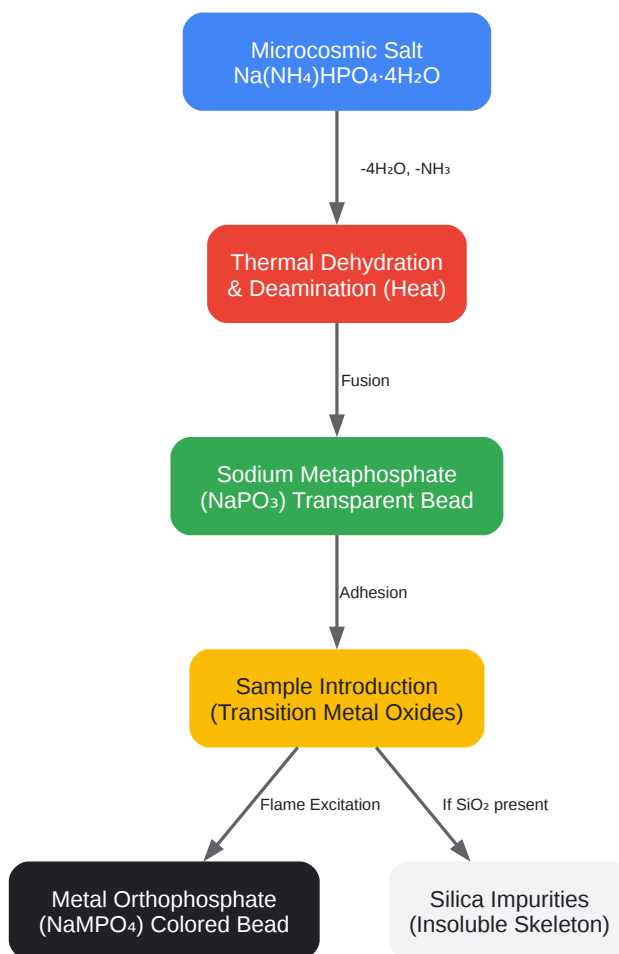 Microcosmic Salt
Na(NH₄)HPO₄·4H₂O
-4H₂O, -NH₃
Thermal Dehydration
& Deamination (Heat)
Fusion
Sodium Metaphosphate
(NaPO₃) Transparent Bead
Adhesion
Sample Introduction
(Transition Metal Oxides)
Flame Excitation
If SiO₂ present
Metal Orthophosphate
(NaMPO₄) Colored Bead
Silica Impurities
(Insoluble Skeleton)